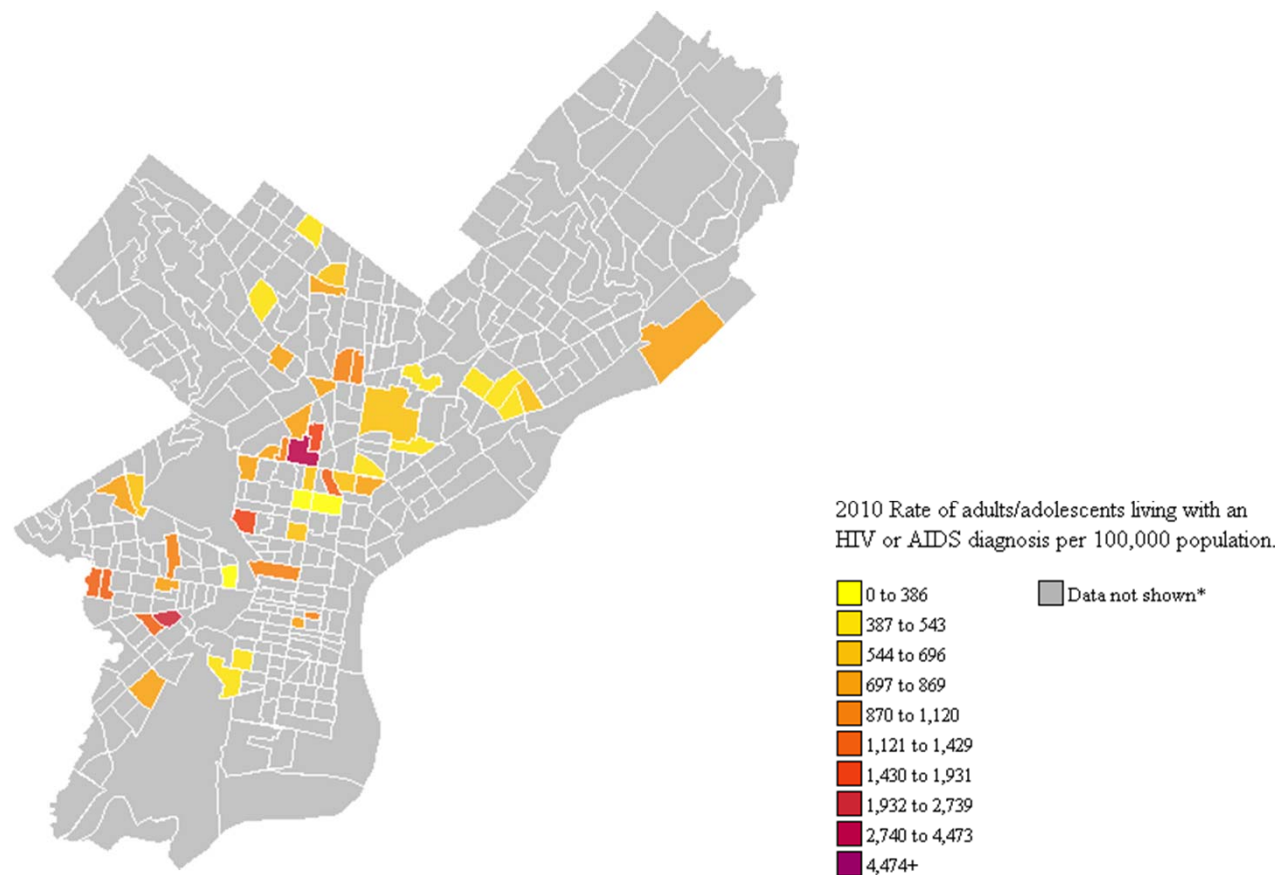 2010 Rate of adults/adolescents living with an
HIV or AIDS diagnosis per 100,000 population.
0 to 386
387 to 543
544 to 696
697 to 869
870 to 1,120
1,121 to 1,429
1,430 to 1,931
1,932 to 2,739
2,740 to 4,473
4,474+
Data not shown*